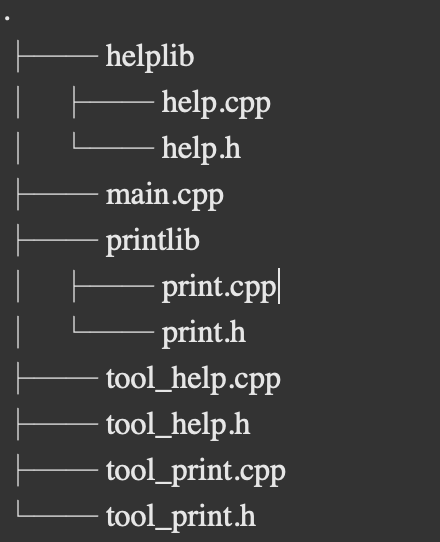 .
├── helplib
│   ├── help.cpp
│   └── help.h
├── main.cpp
├── printlib
│   ├── print.cpp
│   └── print.h
├── tool_help.cpp
├── tool_help.h
├── tool_print.cpp
└── tool_print.h